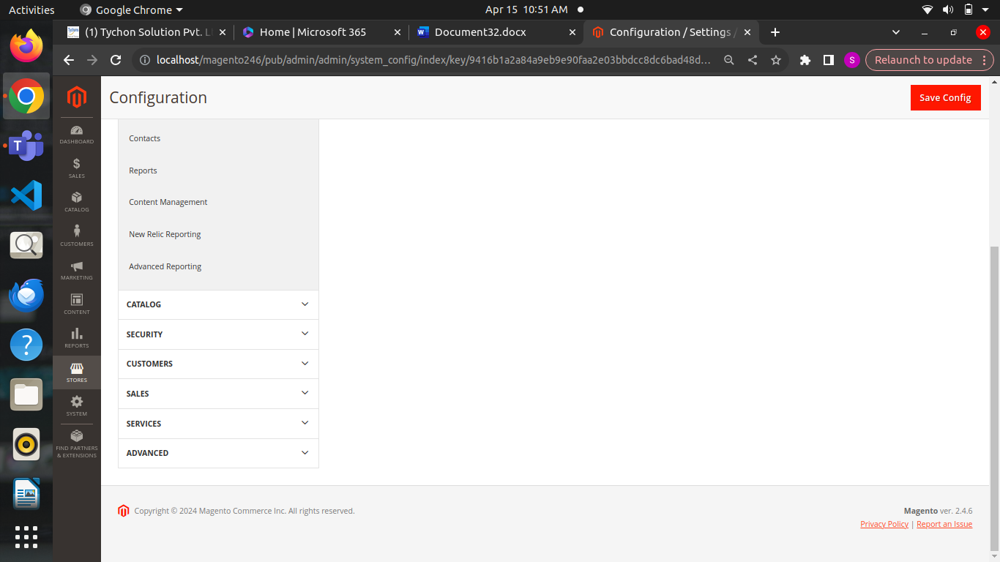 Activities
Google Chrome
Apr 15 10:51 AM
(1) Tychon Solution Pvt. L
Home | Microsoft 365
Document32.docx
Configuration / Settings /
localhost/magento246/pub/admin/admin/system_config/index/key/9416b1a2a84a9eb9e90faa2e03bbdcc8dc6bad48d...
S
Relaunch to update
Configuration
Save Config
DASHBOARD
SALES
CATALOG
CUSTOMERS
MARKETING
CONTENT
REPORTS
STORES
SYSTEM
FIND PARTNERS
& EXTENSIONS
Contacts
Reports
Content Management
New Relic Reporting
Advanced Reporting
CATALOG
SECURITY
CUSTOMERS
SALES
SERVICES
ADVANCED
Copyright © 2024 Magento Commerce Inc. All rights reserved.
Magento ver. 2.4.6
Privacy Policy | Report an Issue